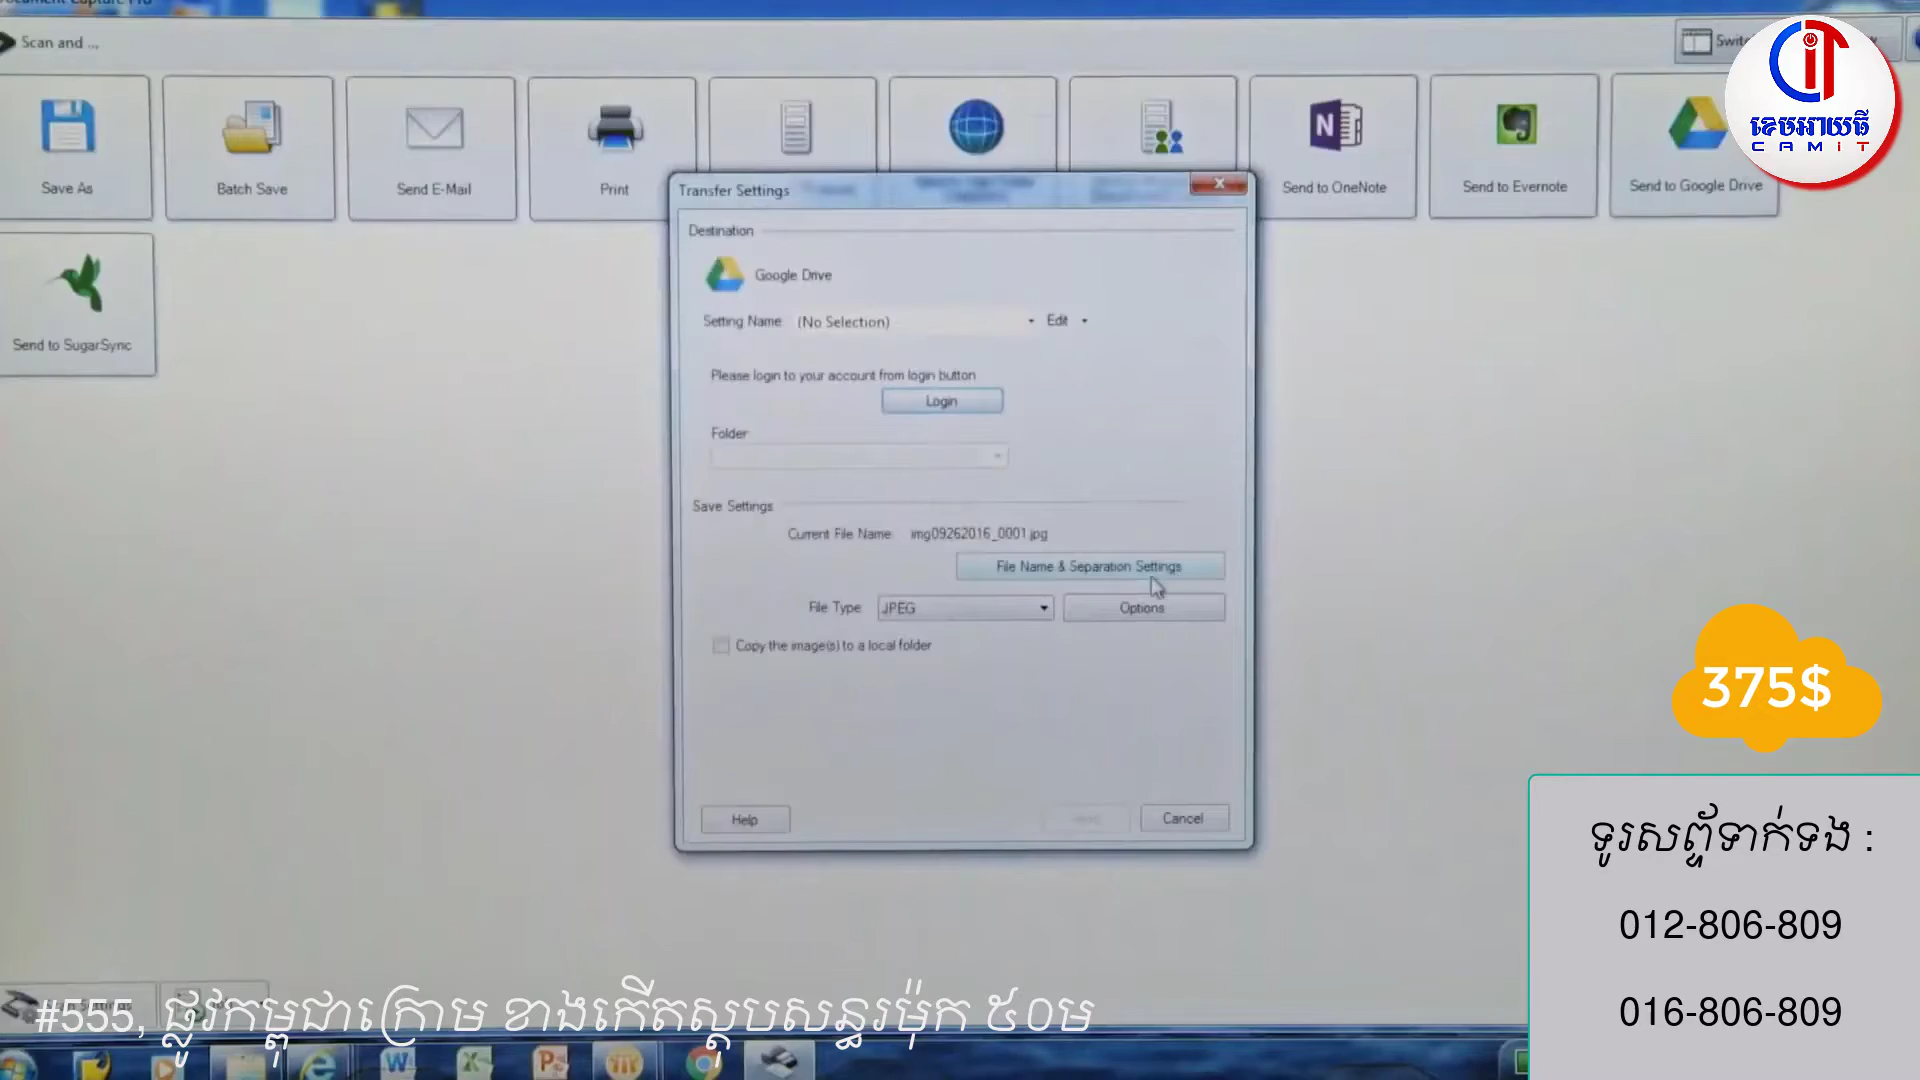 Document Capture Pro
Scan and ...
Save As
Batch Save
Send E-Mail
Print
Send to OneNote
Send to Evernote
Send to Google Drive
Send to SugarSync
Transfer Settings
Destination
Google Drive
Setting Name (No Selection) Edit
Please login to your account from login button
Login
Folder
Save Settings
Current File Name img09262016_0001.jpg
File Name & Separation Settings
File Type JPEG Options
Copy the image(s) to a local folder
Help
Cancel
ខេមអាយធី
CAMiT
375$
ទូរសព្ទ័ទាក់ទង :
012-806-809
016-806-809
#555, ផ្លូវកម្ពុជាក្រោម ខាងកើតស្តុបសន្ធរម៉ុក ៥០ម